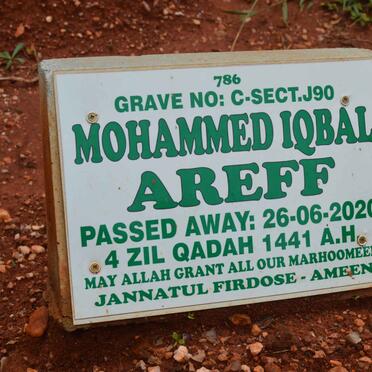 786
GRAVE NO: C-SECT.J90
MOHAMMED IQBAL
AREFF
PASSED AWAY: 26-06-2020
4 ZIL QADAH 1441 A.H
MAY ALLAH GRANT ALL OUR MARHOOMEEN
JANNATUL FIRDOSE - AMEEN